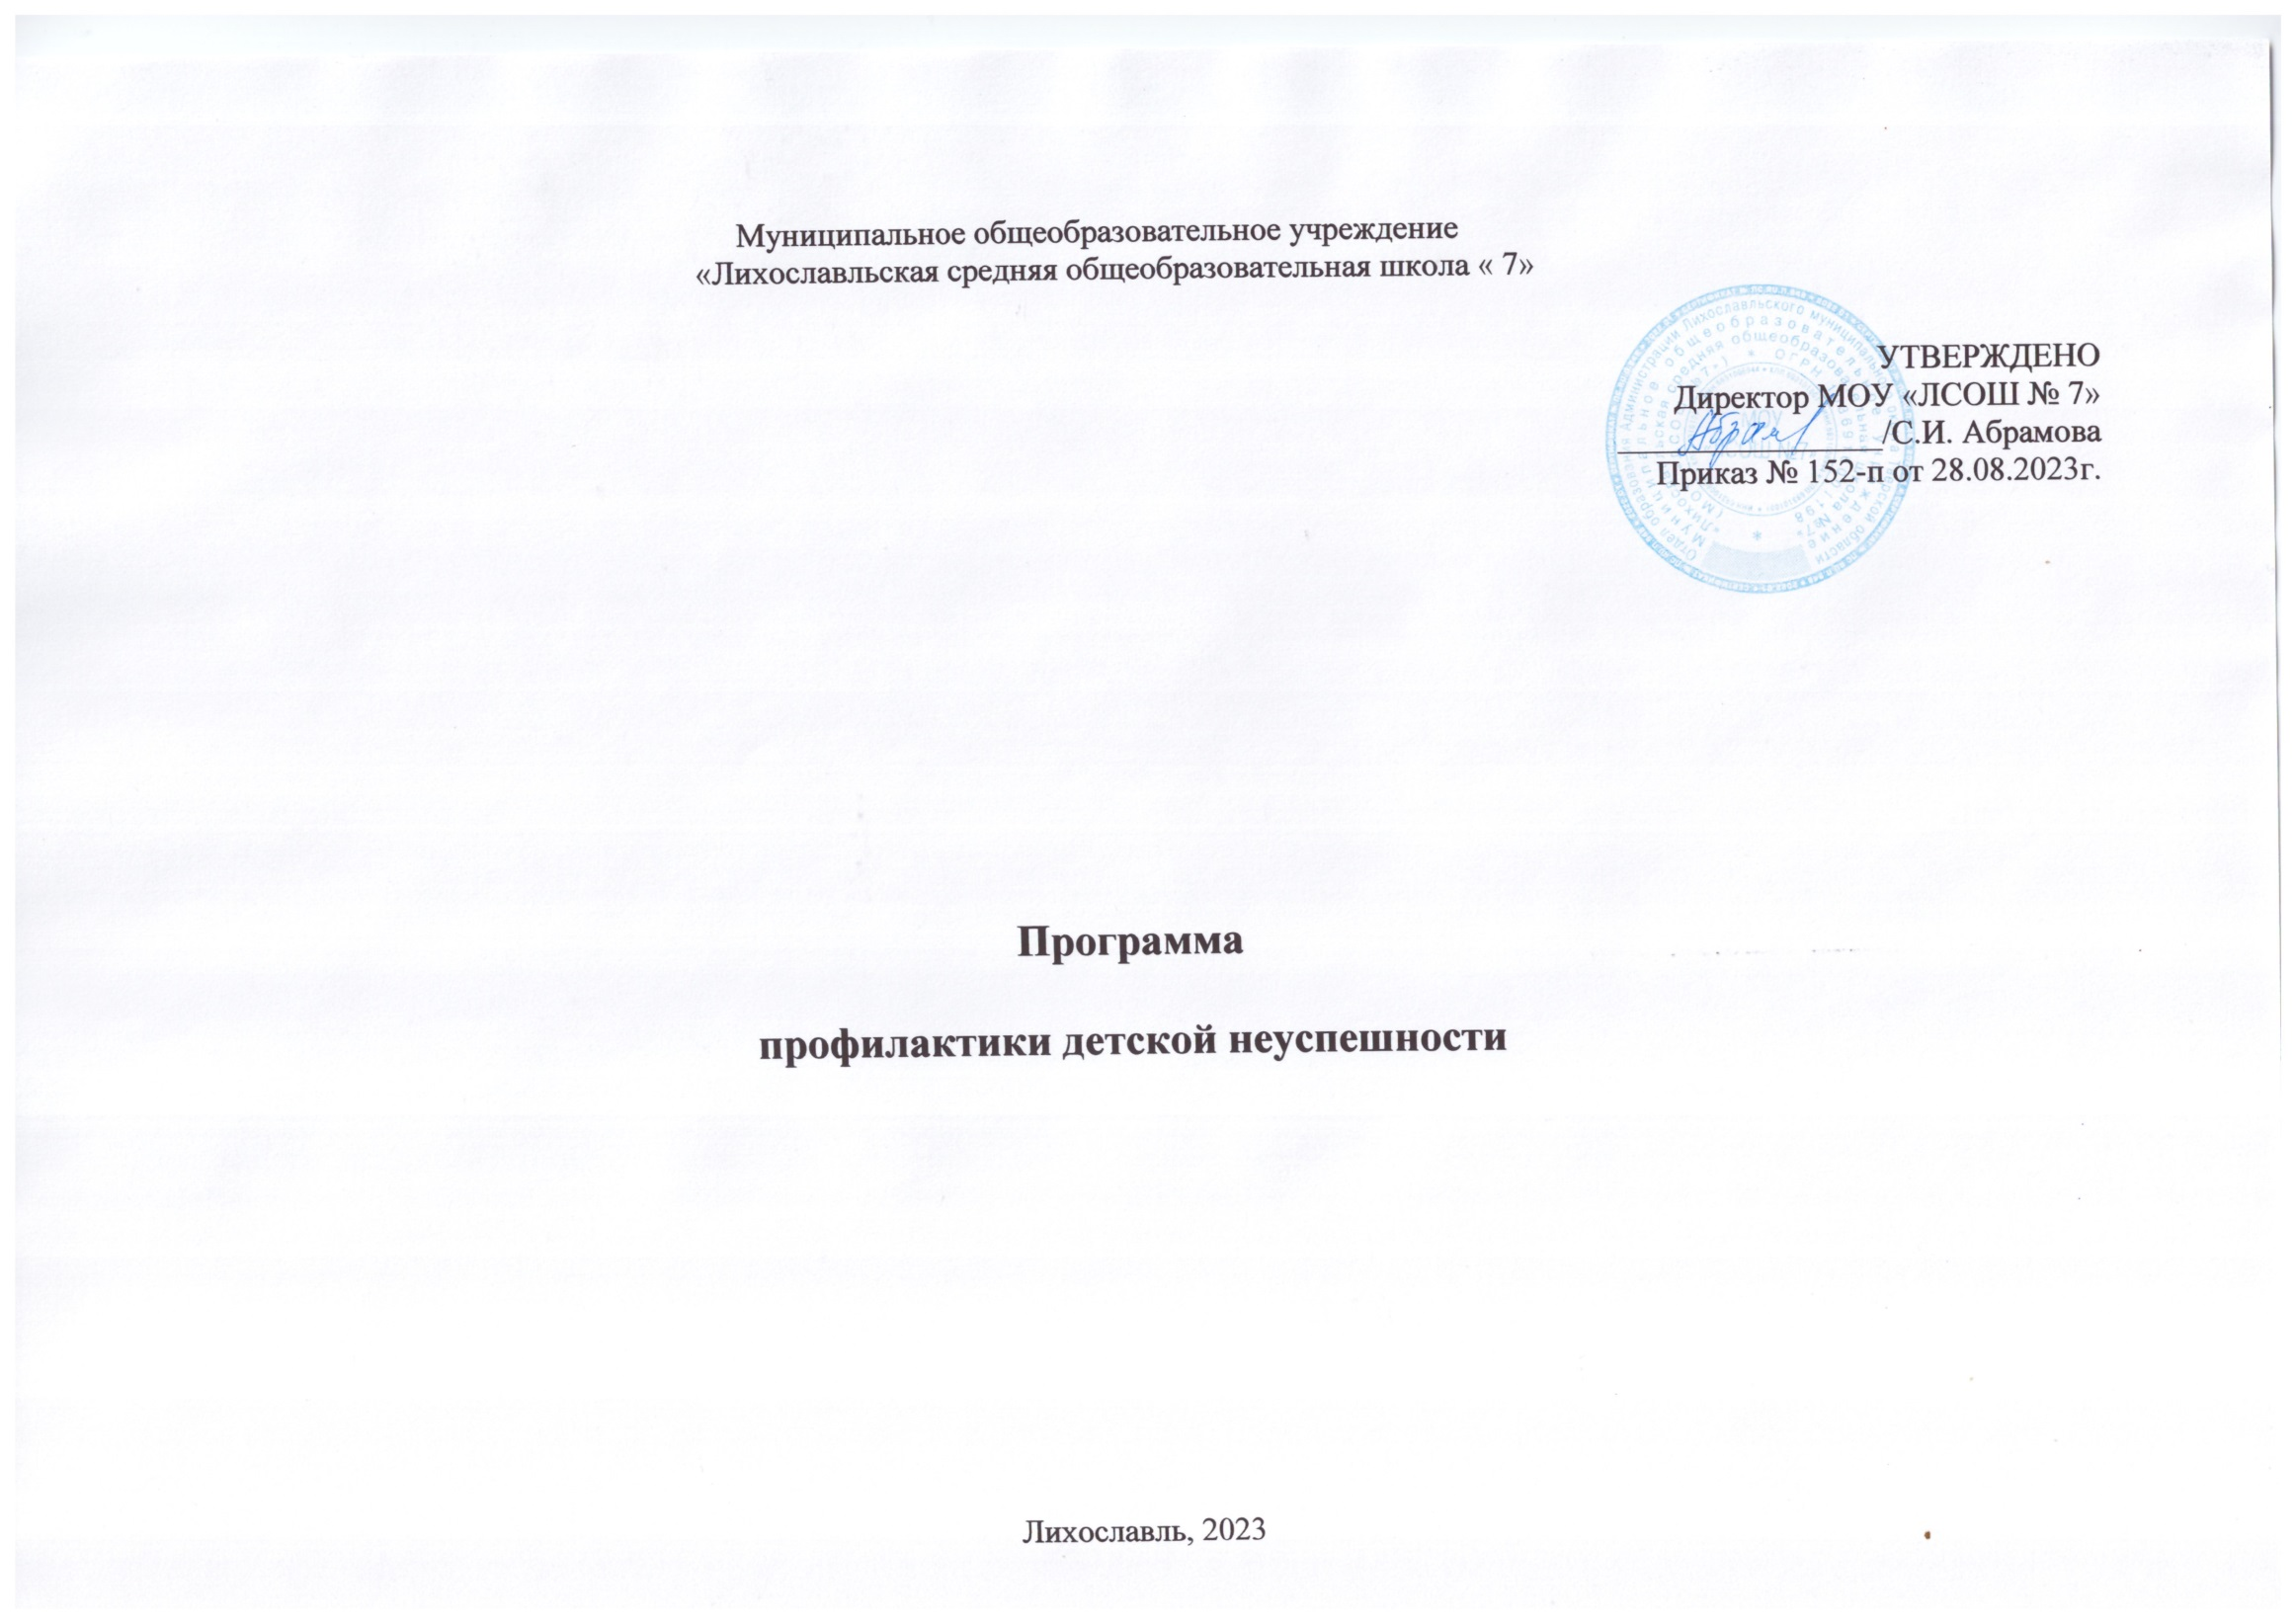 Муниципальное общеобразовательное учреждение
«Лихославльская средняя общеобразовательная школа « 7»
УТВЕРЖДЕНО
Директор МОУ «ЛСОШ № 7»
/С.И. Абрамова
Приказ № 152-п от 28.08.2023г.
Программа
профилактики детской неуспешности
Лихославль, 2023